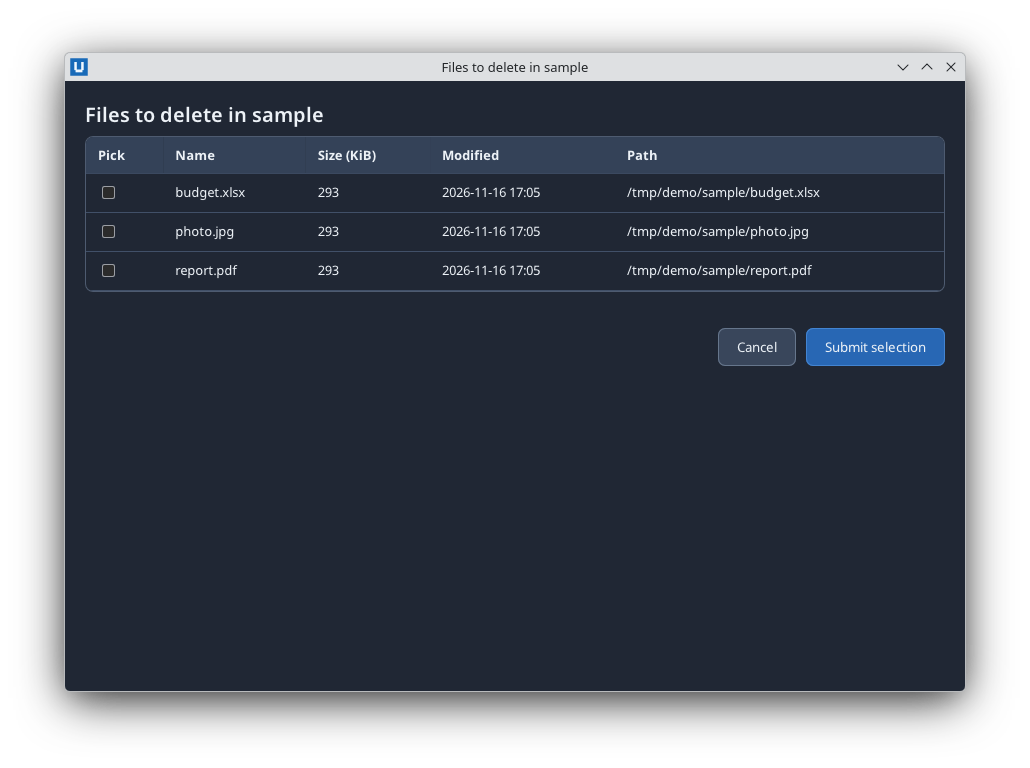 Files to delete in sample
Files to delete in sample
Pick Name Size (KiB) Modified Path
budget.xlsx 293 2026-11-16 17:05 /tmp/demo/sample/budget.xlsx
photo.jpg 293 2026-11-16 17:05 /tmp/demo/sample/photo.jpg
report.pdf 293 2026-11-16 17:05 /tmp/demo/sample/report.pdf
Cancel Submit selection